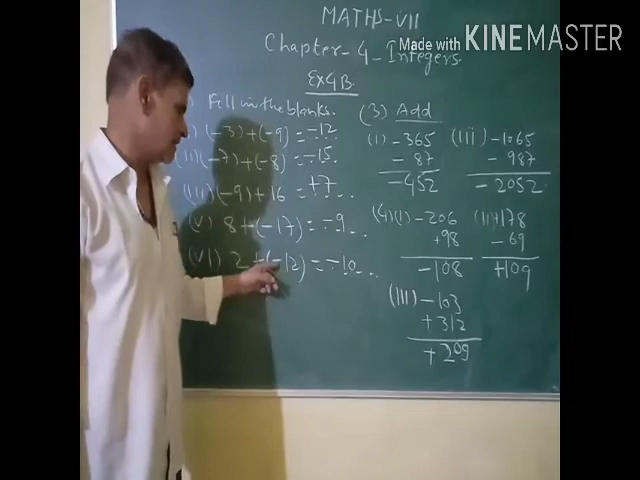 MATHS-VII
Chapter-4-Integers
Made with KINEMASTER
Ex4B
Fill in the blanks.
) (-3)+(-9)=-12
(ii) (-7)+(-8)=-15
(iii) (-9)+16=+7
(v) 8+(-17)=-9
(vi) 2+(-12)=-10
(3) Add
(i) -365
- 87
-452
(iii) -1065
- 987
-2052
(4)(i) -206
+98
-108
(ii)+178
-69
+109
(iii) -103
+312
+209